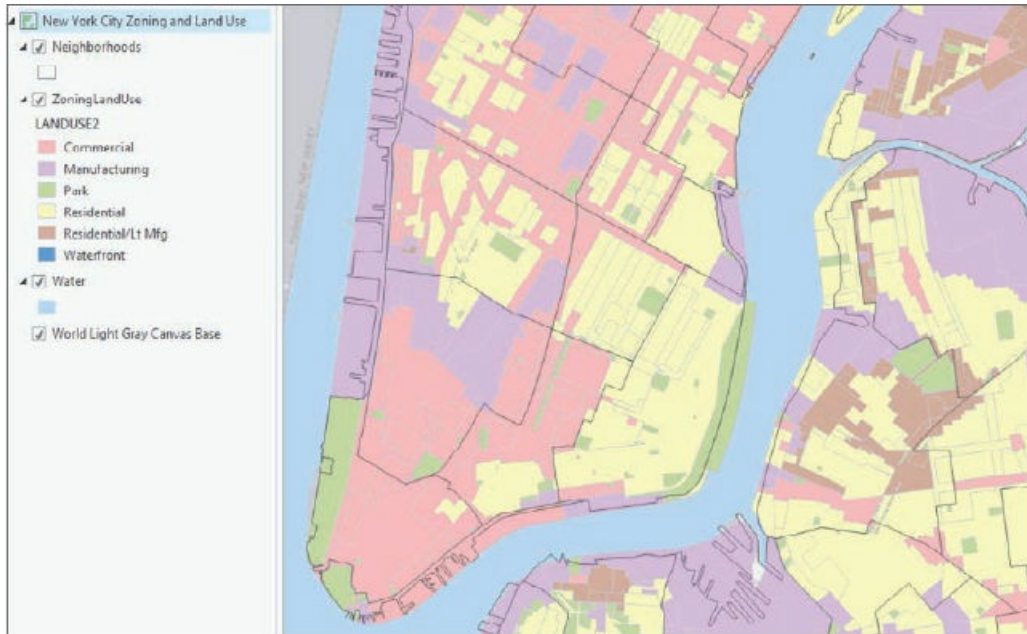 New York City Zoning and Land Use
Neighborhoods
ZoningLandUse
LANDUSE2
Commercial
Manufacturing
Park
Residential
Residential/Lt Mfg
Waterfront
Water
World Light Gray Canvas Base